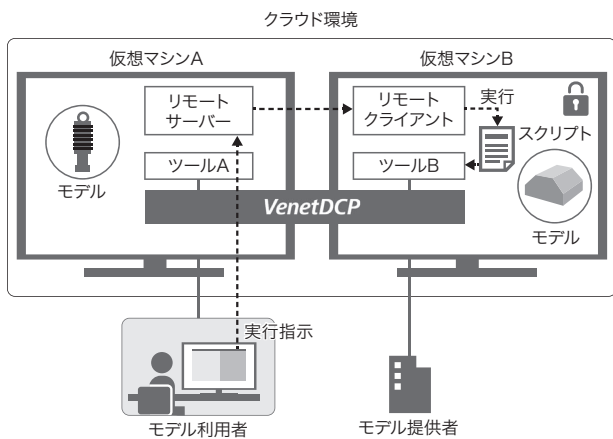 クラウド環境
仮想マシンA
仮想マシンB
リモート
サーバー
リモート
クライアント
実行
スクリプト
ツールA
ツールB
モデル
VenetDCP
モデル
実行指示
モデル利用者
モデル提供者